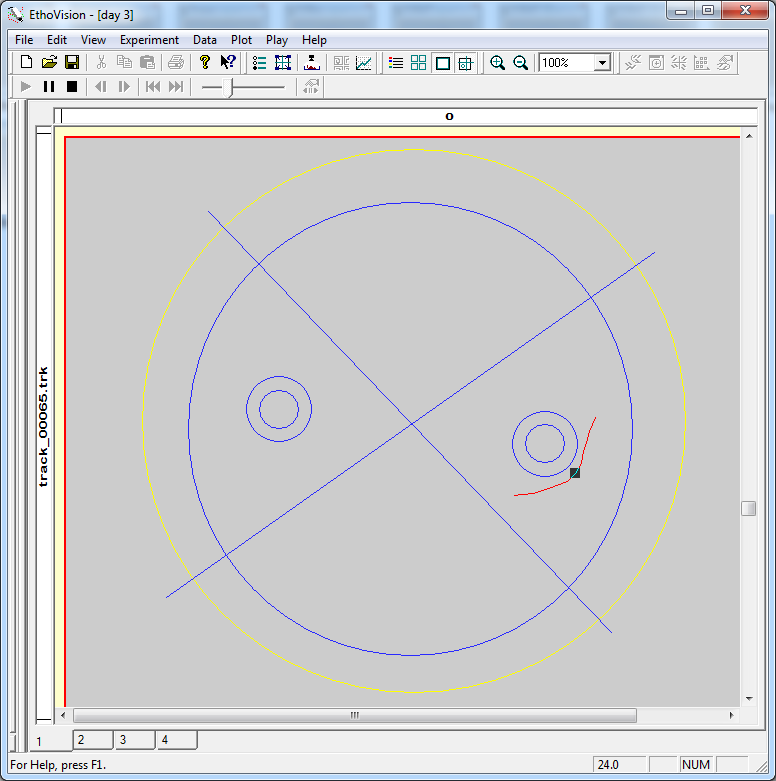 EthoVision - [day 3]
File Edit View Experiment Data Plot Play Help
100%
o
track_00065.trk
1 2 3 4
For Help, press F1.
24.0
NUM